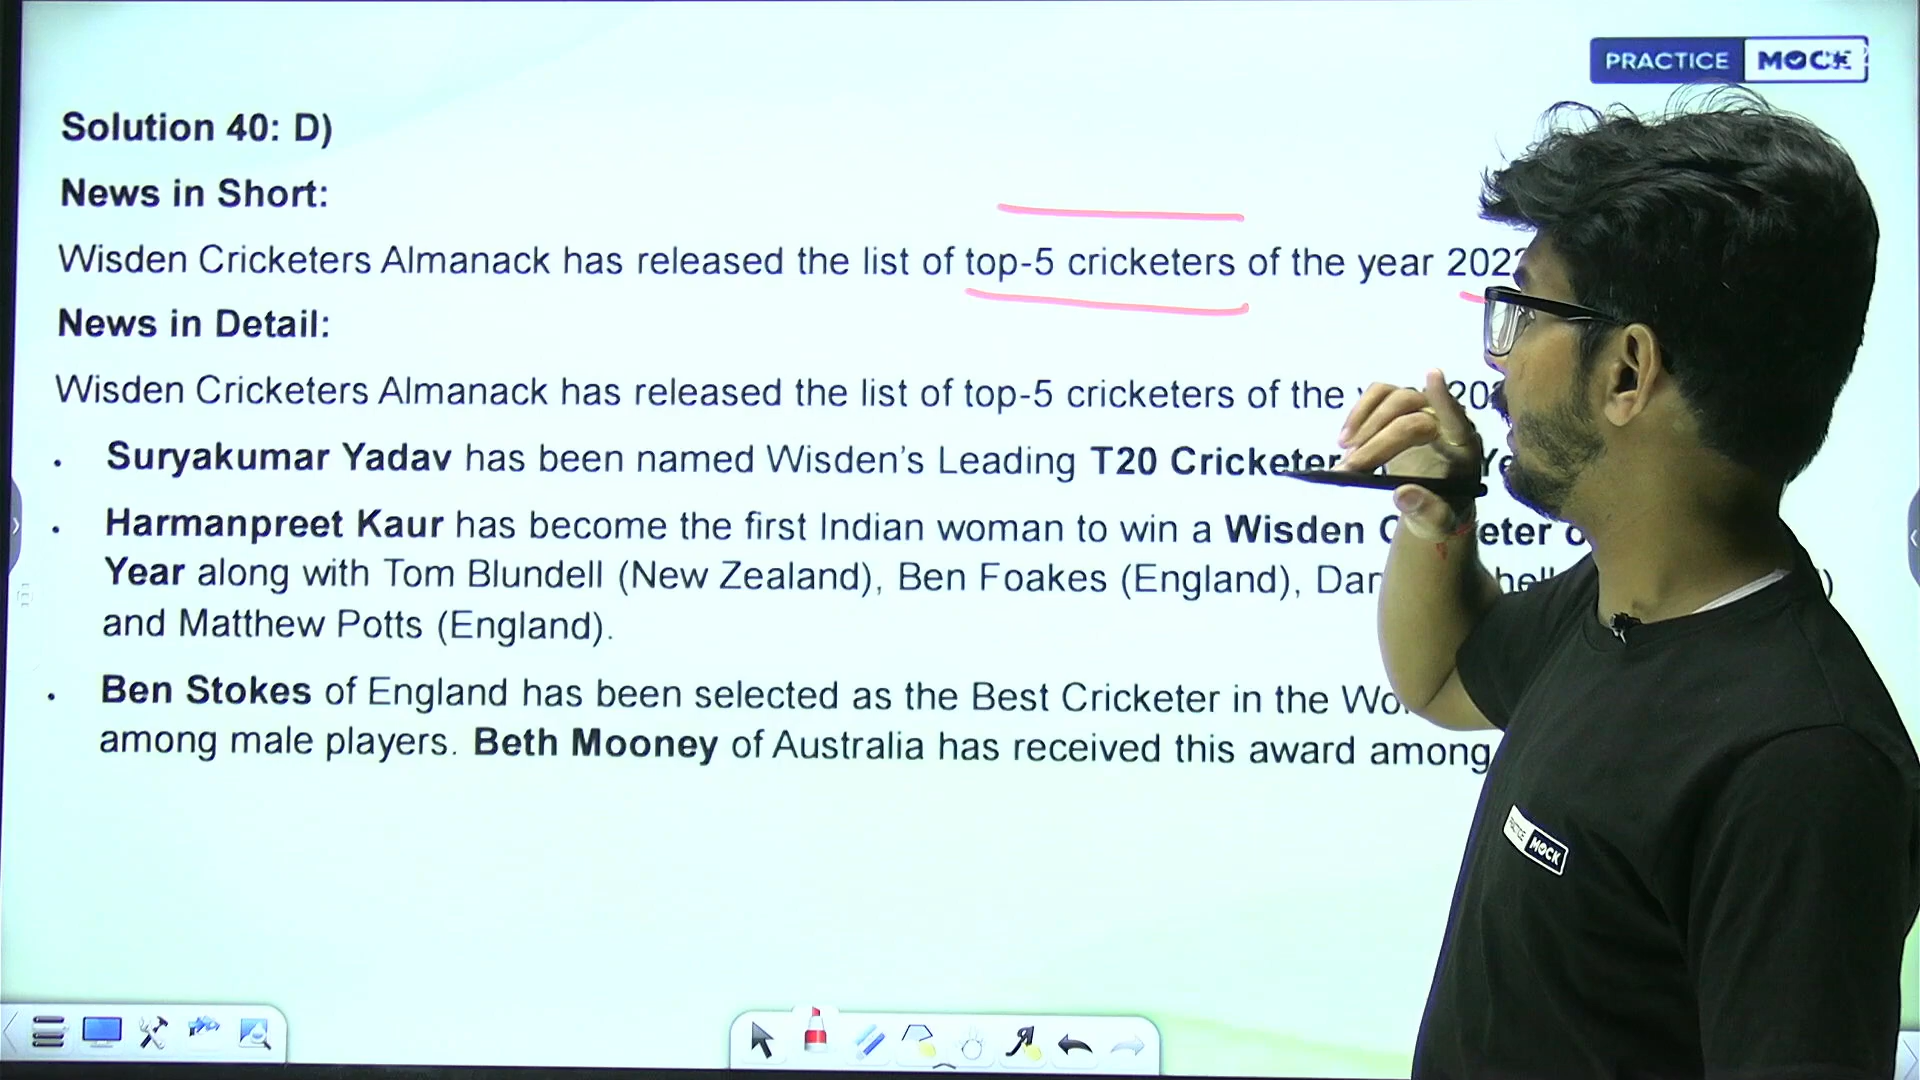 PRACTICE MOCK
Solution 40: D)
News in Short:
Wisden Cricketers Almanack has released the list of top-5 cricketers of the year
News in Detail:
Wisden Cricketers Almanack has released the list of top-5 cricketers of the
• Suryakumar Yadav has been named Wisden's Leading T20 Cricketer
• Harmanpreet Kaur has become the first Indian woman to win a Wisden
Year along with Tom Blundell (New Zealand), Ben Foakes (England),
and Matthew Potts (England).
• Ben Stokes of England has been selected as the Best Cricketer in the
among male players. Beth Mooney of Australia has received this award among
PRACTICE MOCK